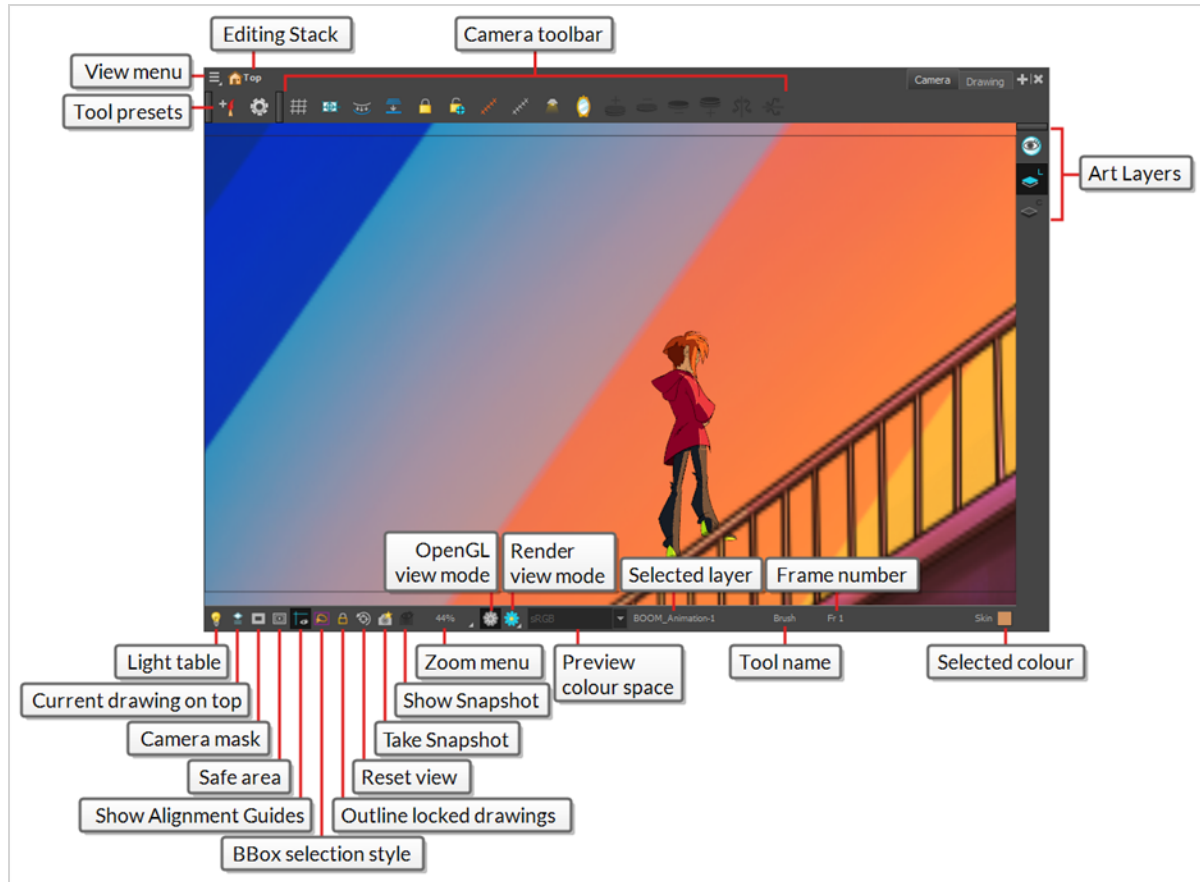 Editing Stack
Camera toolbar
View menu
Top
Camera
Drawing
Tool presets
Art Layers
L
C
OpenGL
view mode
Render
view mode
Selected layer
Frame number
44%
sRGB
BOOM_Animation-1
Brush
Fr 1
Skin
Light table
Zoom menu
Preview
colour space
Tool name
Selected colour
Current drawing on top
Show Snapshot
Camera mask
Take Snapshot
Safe area
Reset view
Show Alignment Guides
Outline locked drawings
BBox selection style